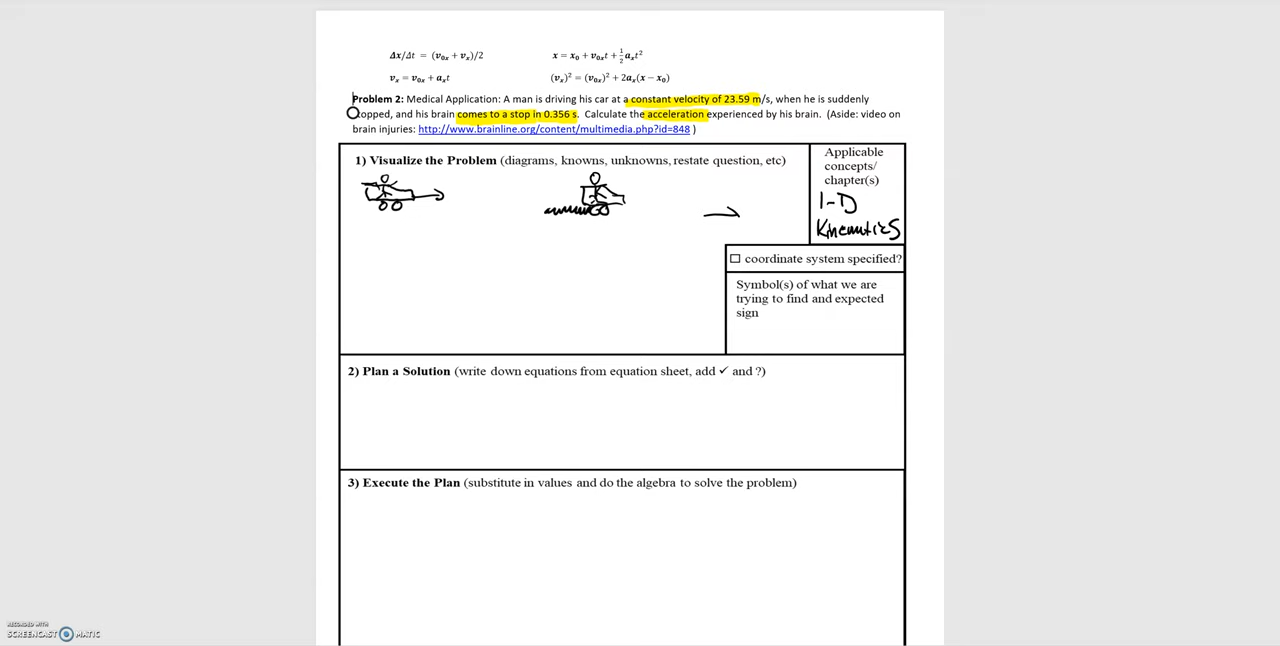 Δx/Δt = (v₀ₓ + vₓ)/2
x = x₀ + v₀ₓt + ½aₓt²
vₓ = v₀ₓ + aₓt
(vₓ)² = (v₀ₓ)² + 2aₓ(x − x₀)
Problem 2: Medical Application: A man is driving his car at a constant velocity of 23.59 m/s, when he is suddenly
stopped, and his brain comes to a stop in 0.356 s. Calculate the acceleration experienced by his brain. (Aside: video on
brain injuries: http://www.brainline.org/content/multimedia.php?id=848 )
1) Visualize the Problem (diagrams, knowns, unknowns, restate question, etc)
Applicable
concepts/
chapter(s)
1-D
Kinematics
☐ coordinate system specified?
Symbol(s) of what we are
trying to find and expected
sign
2) Plan a Solution (write down equations from equation sheet, add ✓ and ?)
3) Execute the Plan (substitute in values and do the algebra to solve the problem)
RECORDED WITH
SCREENCAST MATIC